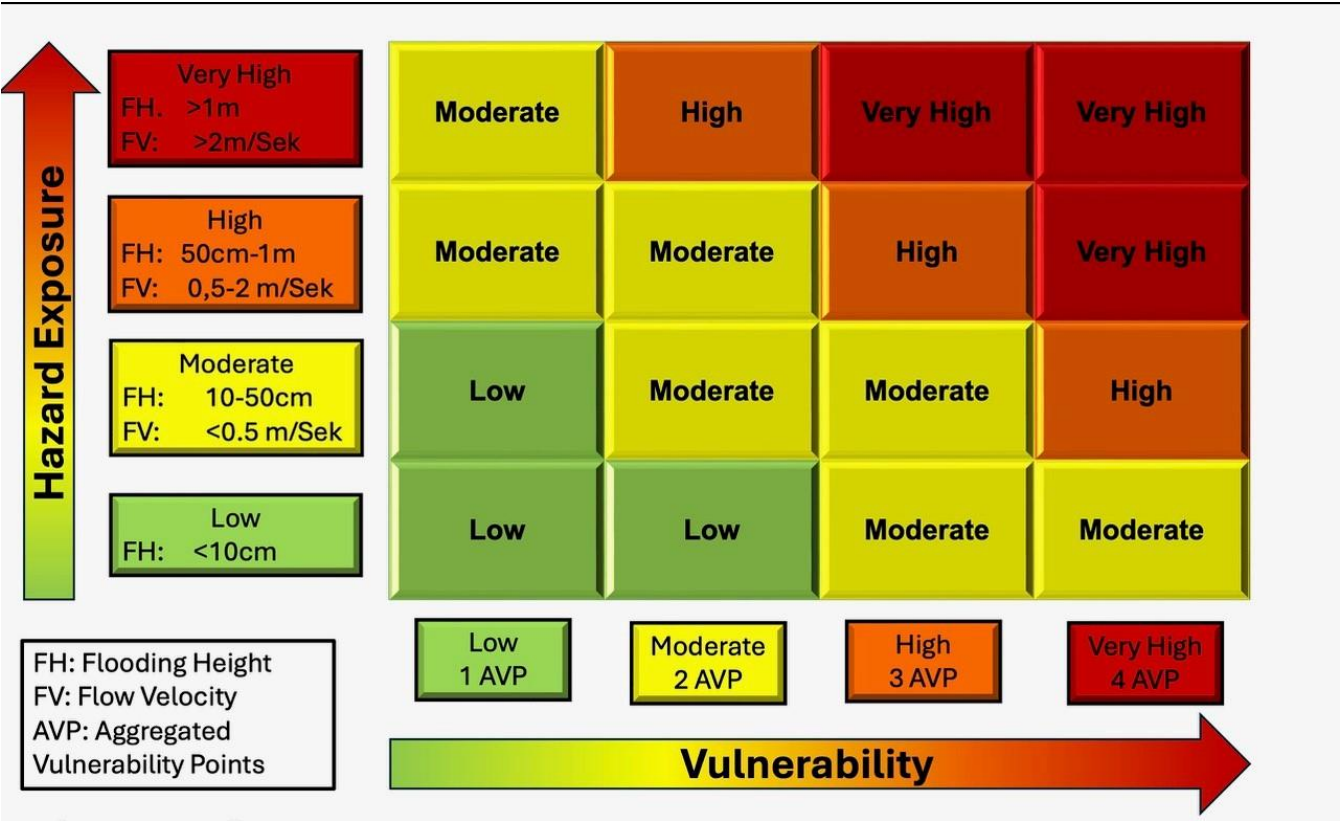 Hazard Exposure
Very High
FH. >1m
FV: >2m/Sek
High
FH: 50cm-1m
FV: 0,5-2 m/Sek
Moderate
FH: 10-50cm
FV: <0.5 m/Sek
Low
FH: <10cm
Moderate High Very High Very High
Moderate Moderate High Very High
Low Moderate Moderate High
Low Low Moderate Moderate
Low
1 AVP
Moderate
2 AVP
High
3 AVP
Very High
4 AVP
Vulnerability
FH: Flooding Height
FV: Flow Velocity
AVP: Aggregated
Vulnerability Points